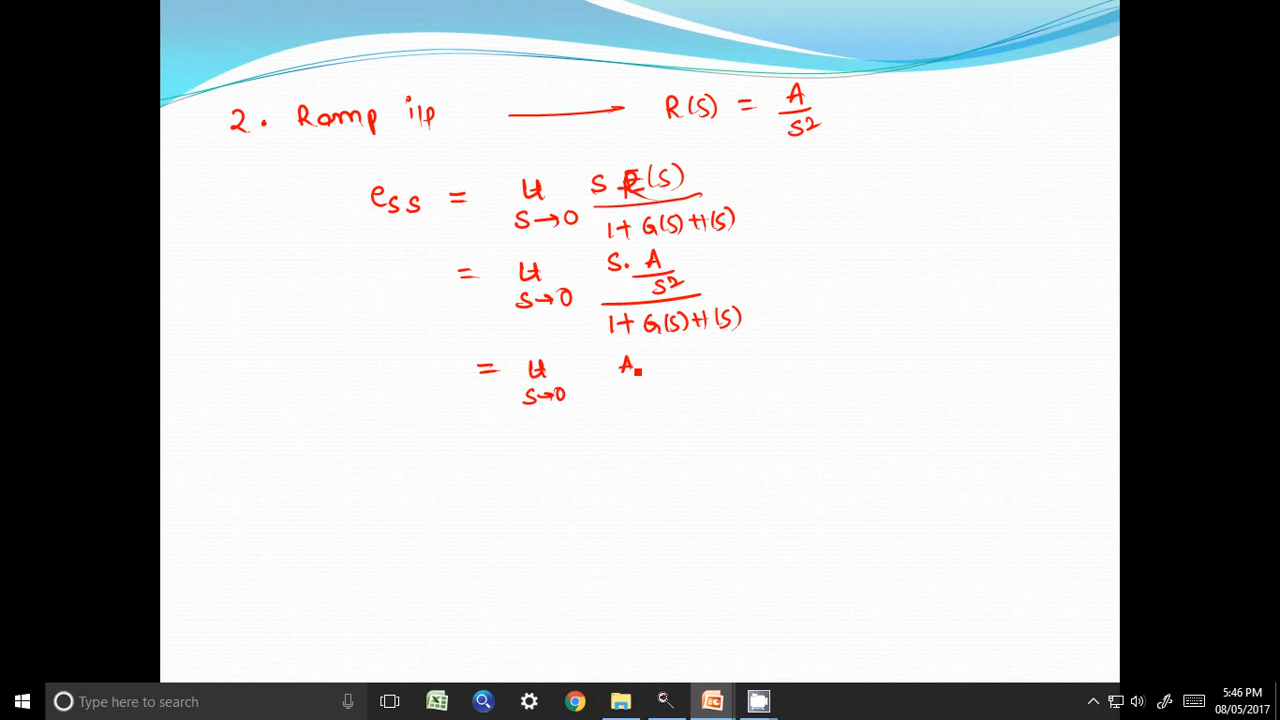 2. Ramp i/p ⟶ R(S) = A/S²
ess = Lt S→0 S R(S) / 1+ G(S)H(S)
= Lt S→0 S. A/S² / 1+ G(S)H(S)
= Lt S→0 A
Type here to search
5:46 PM
08/05/2017